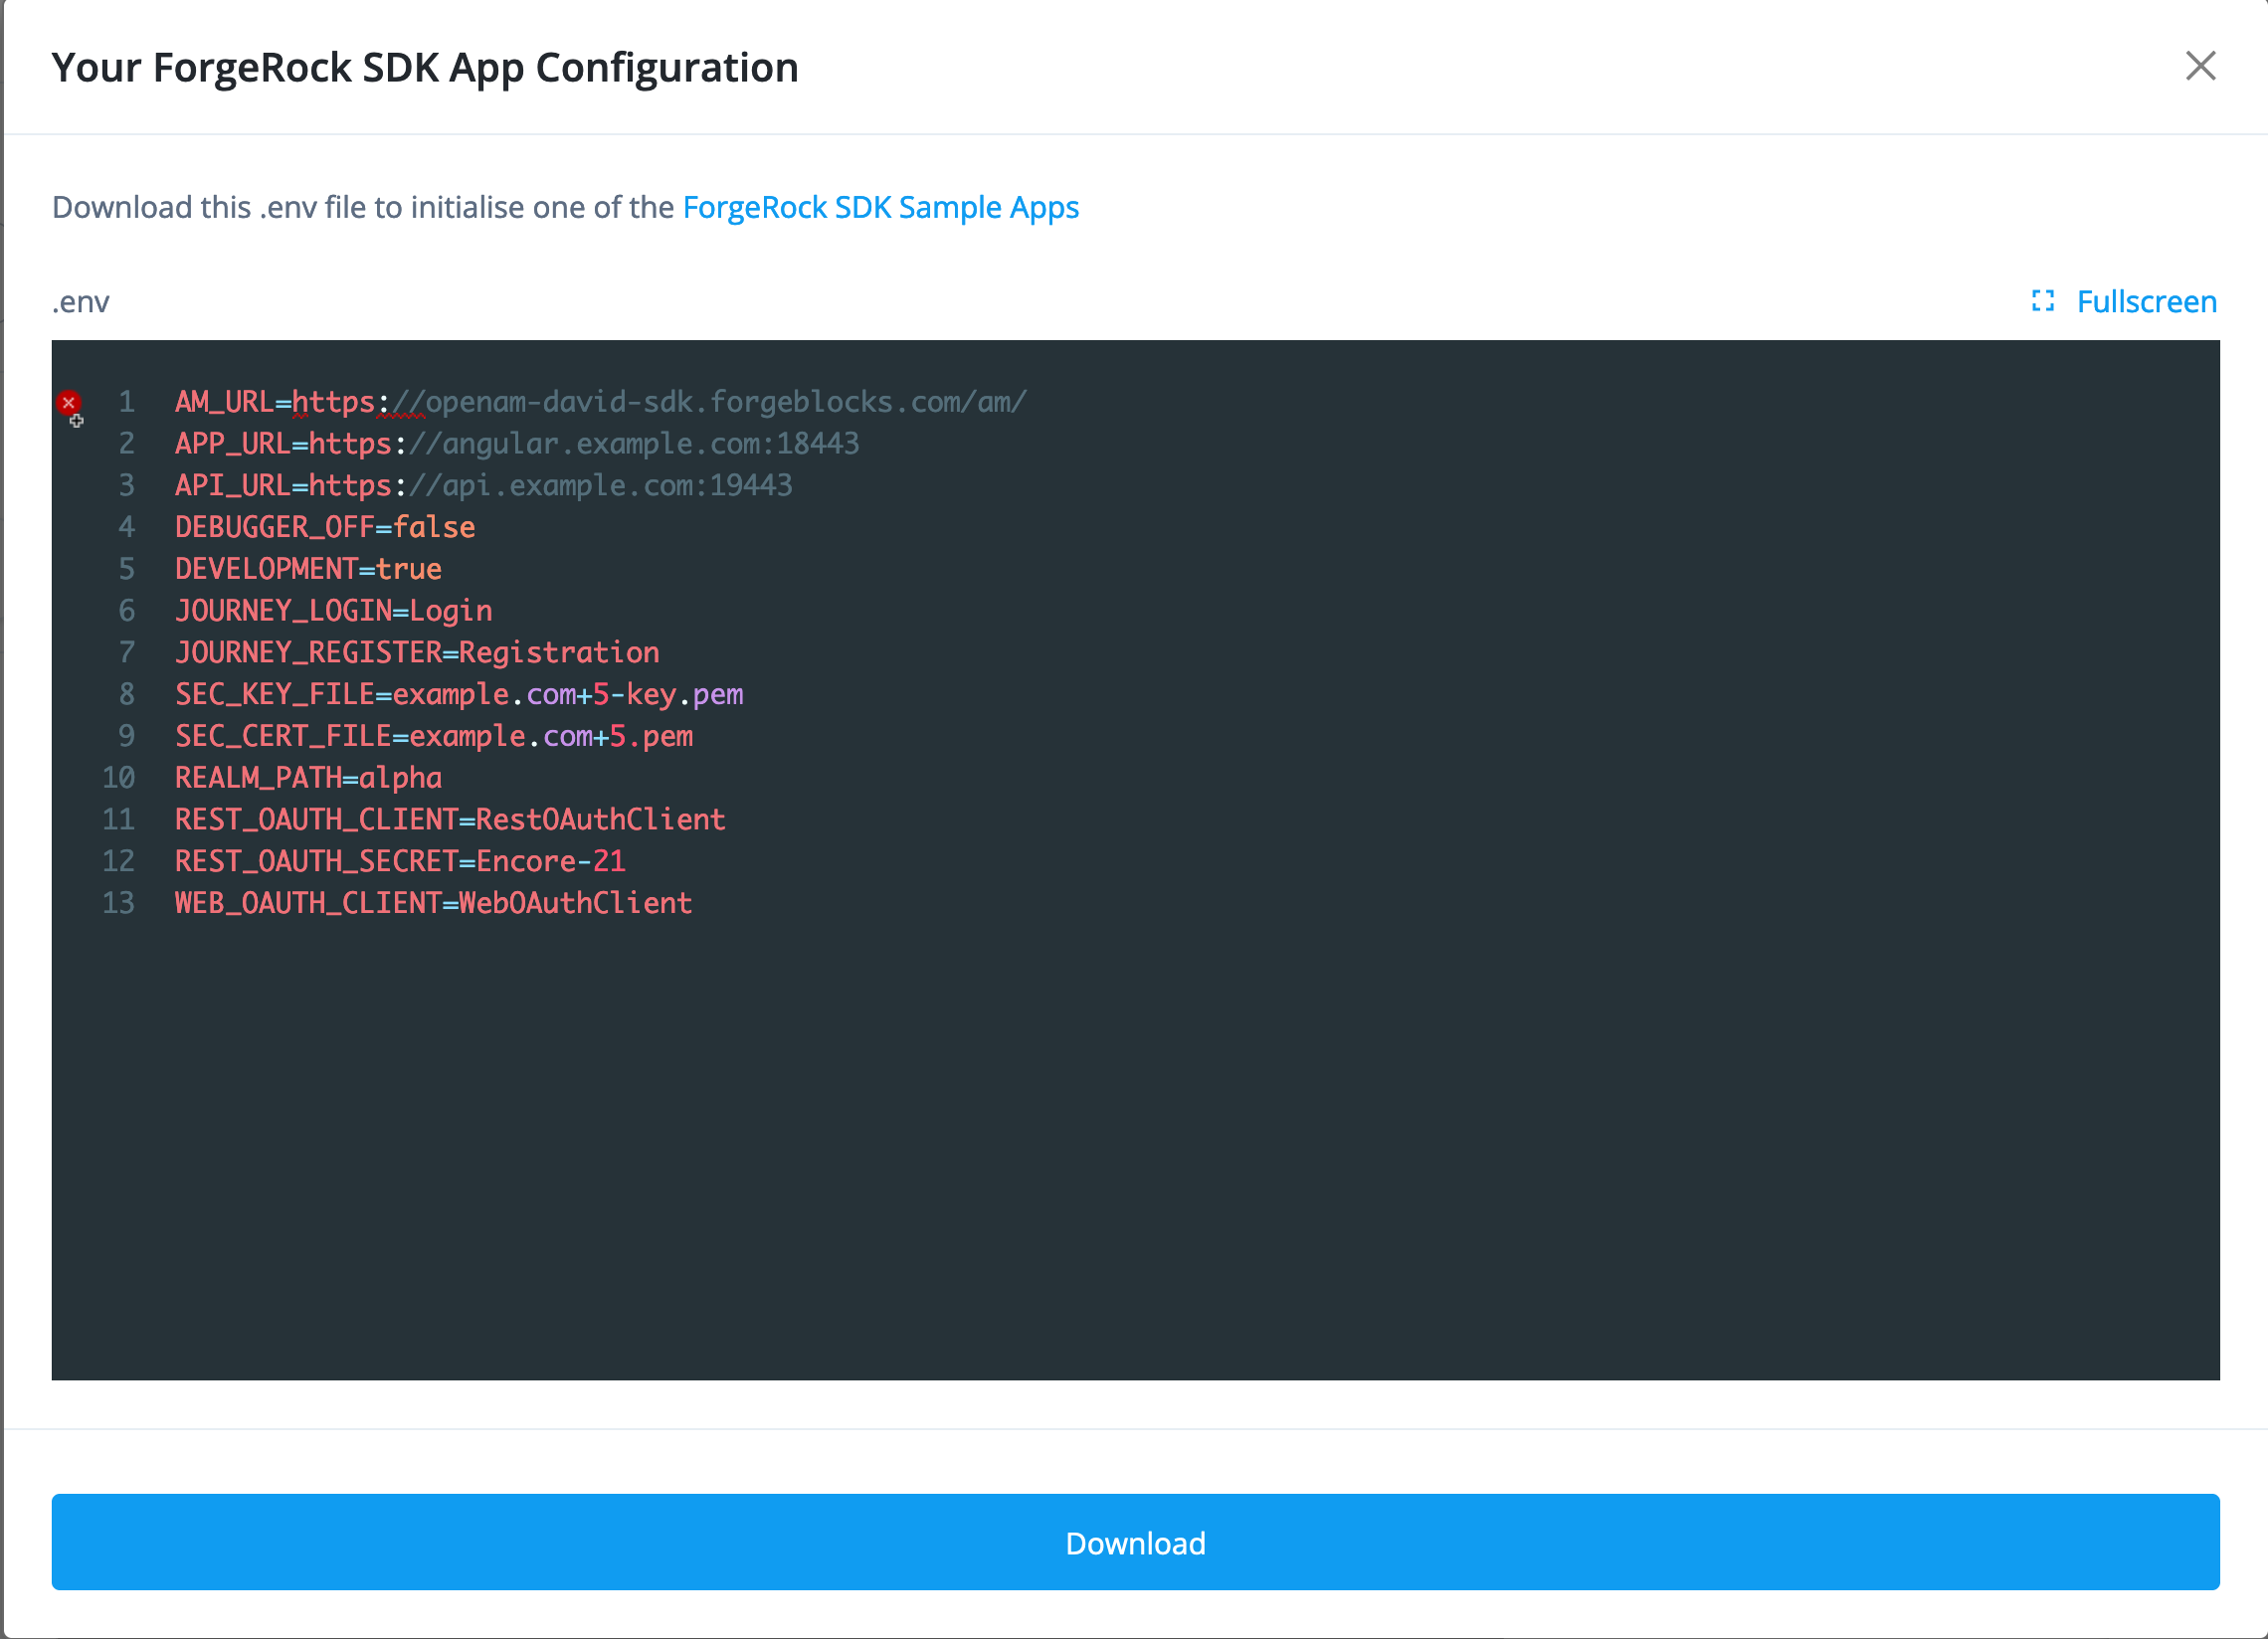 Your ForgeRock SDK App Configuration
Download this .env file to initialise one of the ForgeRock SDK Sample Apps
.env
Fullscreen
1 AM_URL=https://openam-david-sdk.forgeblocks.com/am/
2 APP_URL=https://angular.example.com:18443
3 API_URL=https://api.example.com:19443
4 DEBUGGER_OFF=false
5 DEVELOPMENT=true
6 JOURNEY_LOGIN=Login
7 JOURNEY_REGISTER=Registration
8 SEC_KEY_FILE=example.com+5-key.pem
9 SEC_CERT_FILE=example.com+5.pem
10 REALM_PATH=alpha
11 REST_OAUTH_CLIENT=RestOAuthClient
12 REST_OAUTH_SECRET=Encore-21
13 WEB_OAUTH_CLIENT=WebOAuthClient
Download